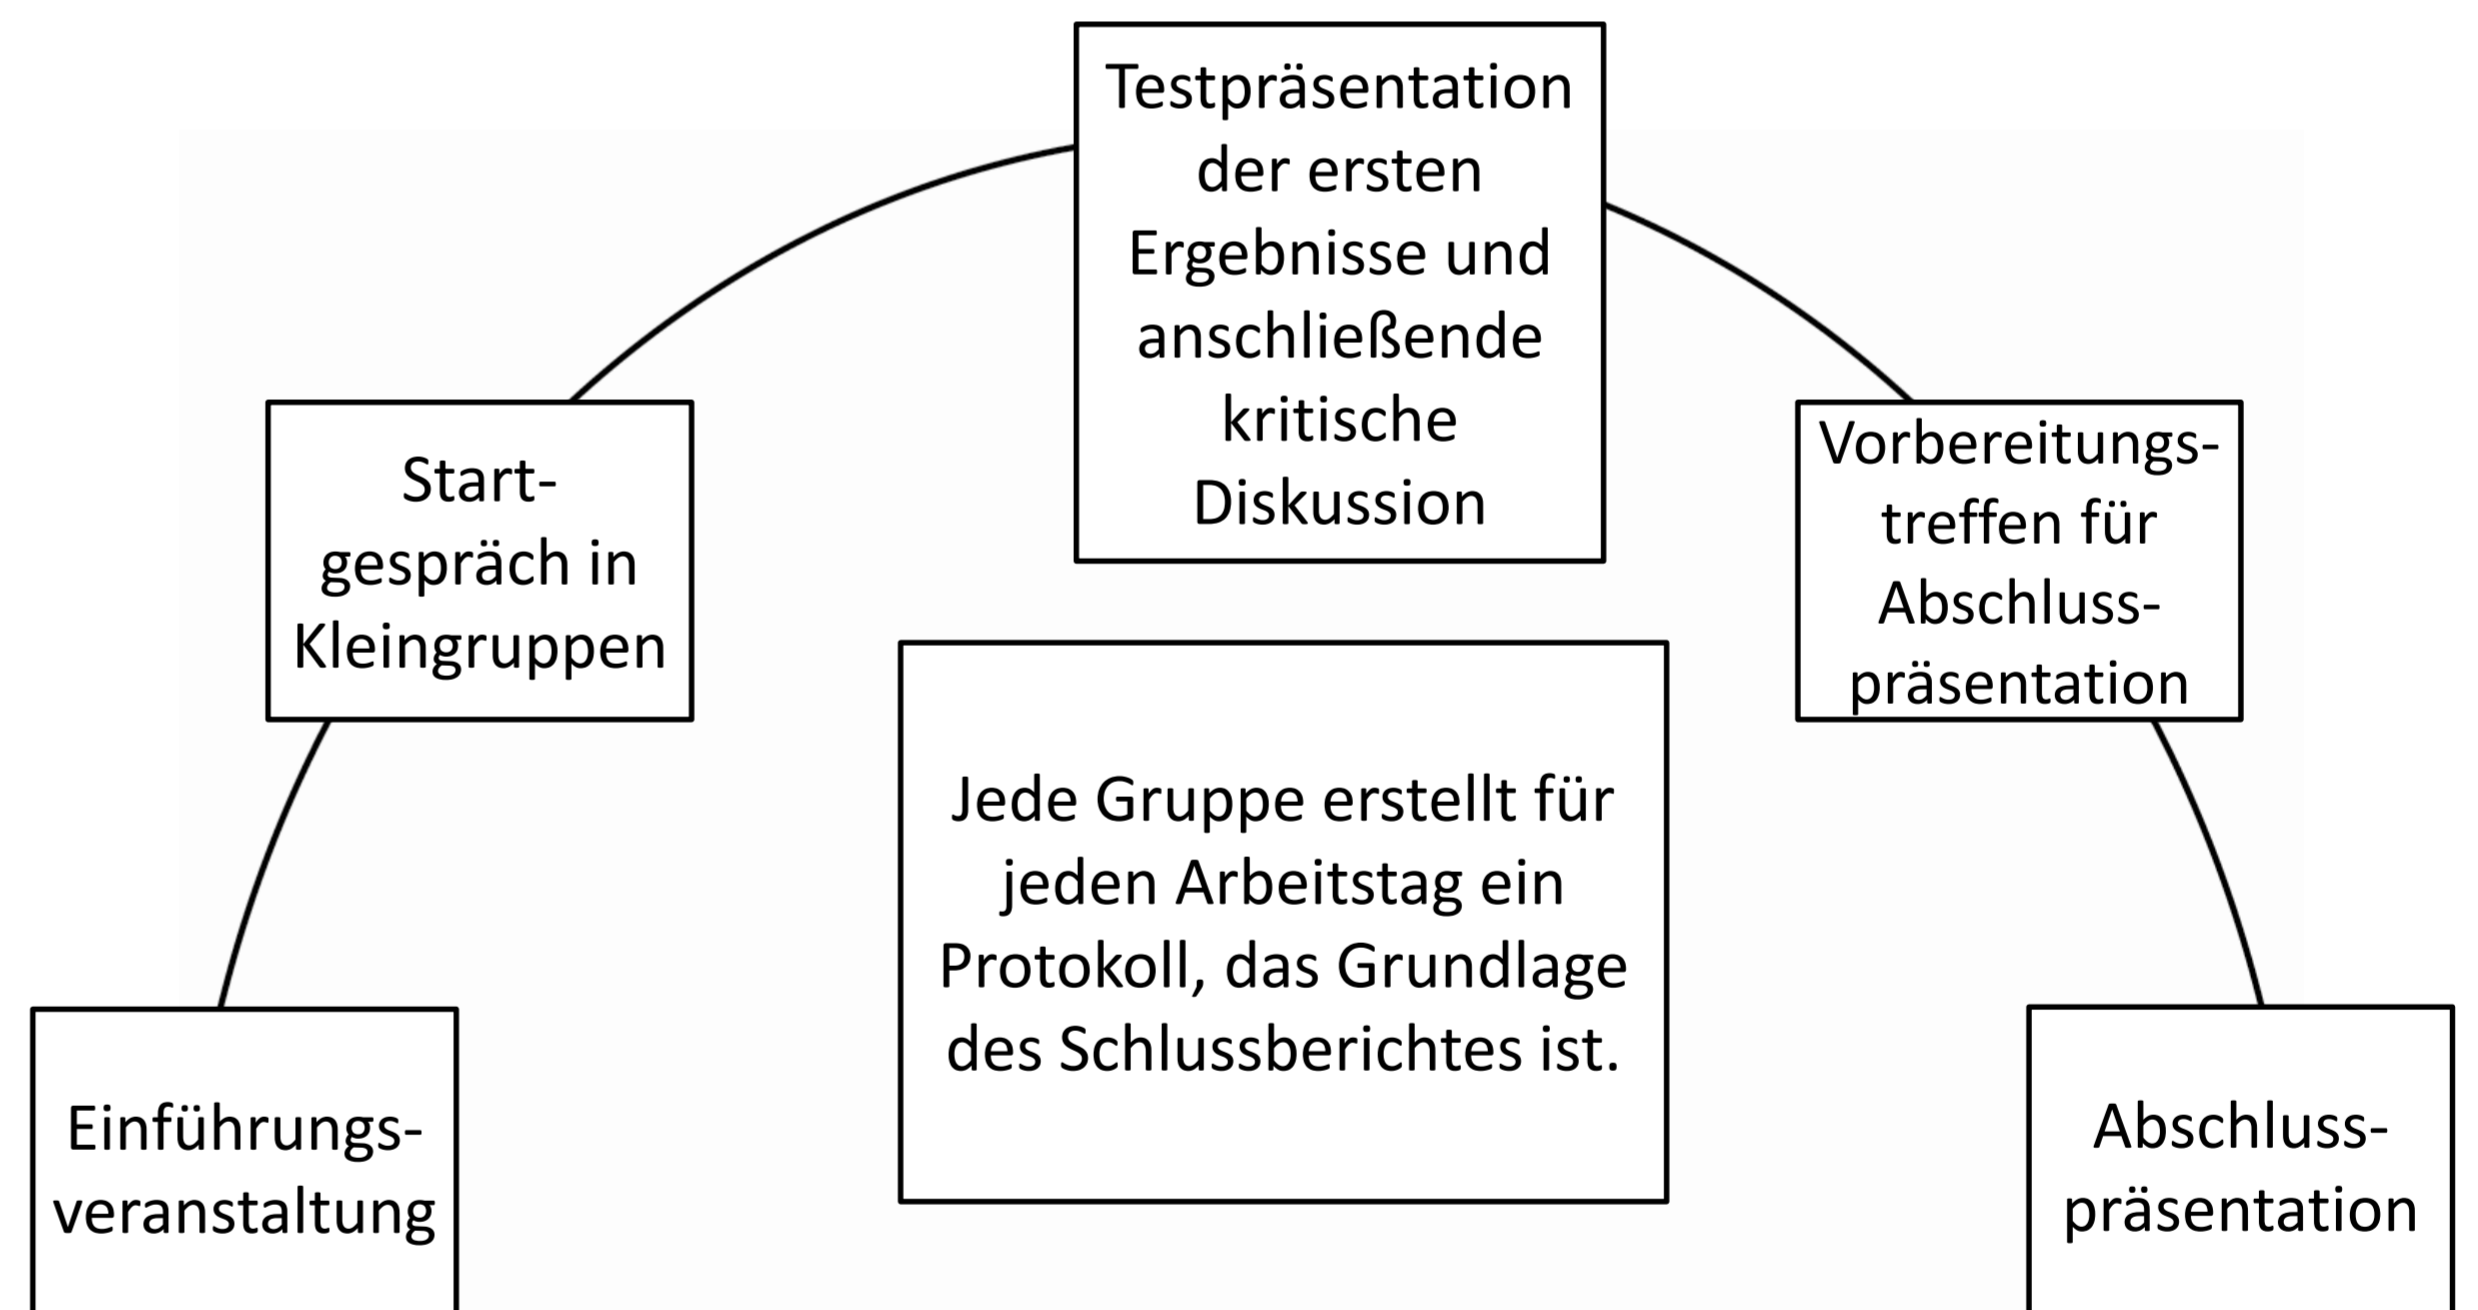 Testpräsentation
der ersten
Ergebnisse und
anschließende
kritische
Diskussion
Start-
gespräch in
Kleingruppen
Vorbereitungs-
treffen für
Abschluss-
präsentation
Jede Gruppe erstellt für
jeden Arbeitstag ein
Protokoll, das Grundlage
des Schlussberichtes ist.
Einführungs-
veranstaltung
Abschluss-
präsentation